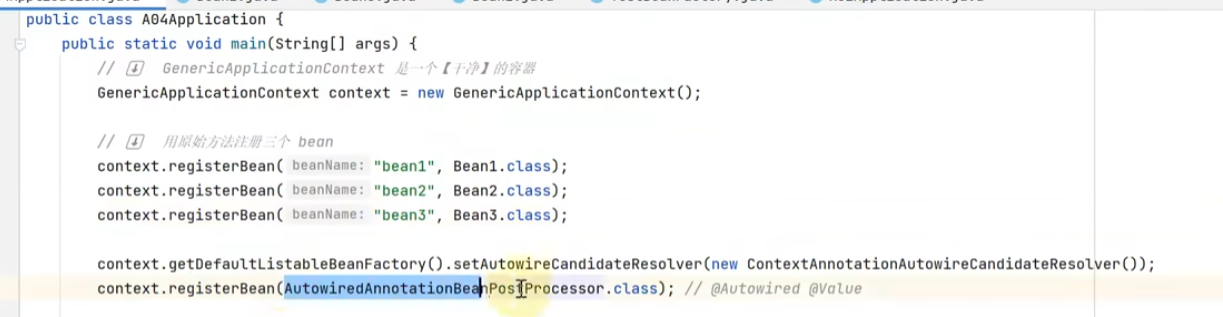 public class A04Application {
public static void main(String[] args) {
// GenericApplicationContext 是一个【干净】的容器
GenericApplicationContext context = new GenericApplicationContext();
// 用原始方法注册三个 bean
context.registerBean( beanName: "bean1", Bean1.class);
context.registerBean( beanName: "bean2", Bean2.class);
context.registerBean( beanName: "bean3", Bean3.class);
context.getDefaultListableBeanFactory().setAutowireCandidateResolver(new ContextAnnotationAutowireCandidateResolver());
context.registerBean(AutowiredAnnotationBeanPostProcessor.class); // @Autowired @Value